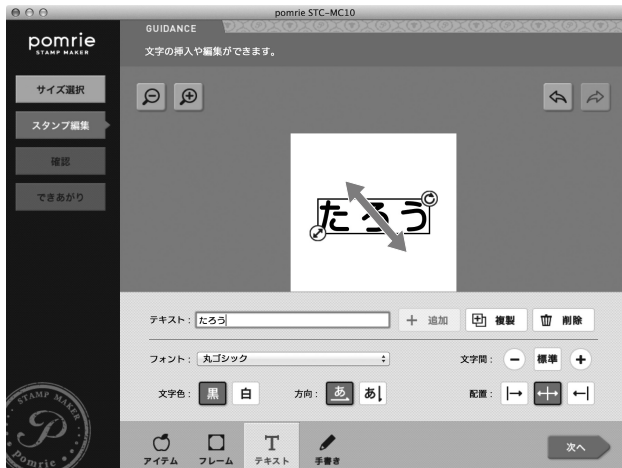 pomrie STC-MC10
pomrie
STAMP MAKER
GUIDANCE
文字の挿入や編集ができます。
サイズ選択
スタンプ編集
確認
できあがり
たろう
テキスト: たろう
+ 追加
複製
削除
フォント: 丸ゴシック
文字間: − 標準 +
文字色: 黒 白
方向: あ あ
配置:
STAMP MAKER
P
Pomrie
アイテム
フレーム
T
テキスト
手書き
次へ